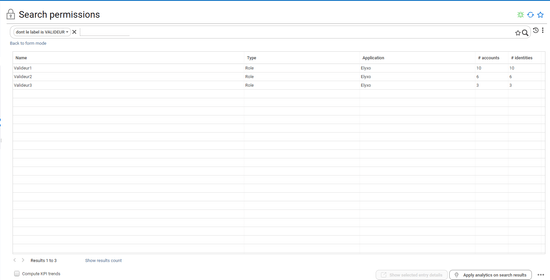 Search permissions
dont le label is VALIDEUR
Back to form mode
Name Type Application # accounts # identities
Valideur1 Role Elyxo 10 10
Valideur2 Role Elyxo 6 6
Valideur3 Role Elyxo 3 3
Results 1 to 3 Show results count
Compute KPI trends Show selected entry details Apply analytics on search results